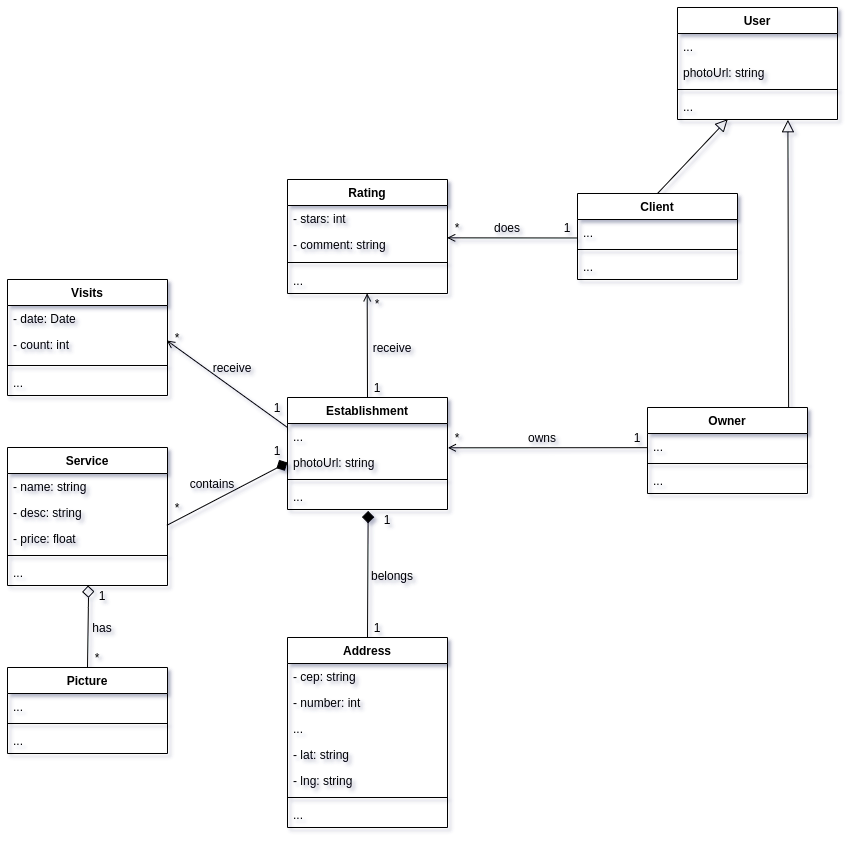 User
...
photoUrl: string
...
Rating
- stars: int
- comment: string
...
* does 1
Client
...
...
Visits
- date: Date
- count: int
...
*
receive
1
*
receive
1
Establishment
...
photoUrl: string
...
* owns 1
Owner
...
...
Service
- name: string
- desc: string
- price: float
...
1
contains
*
1
belongs
1
1
has
*
Picture
...
...
Address
- cep: string
- number: int
...
- lat: string
- lng: string
...